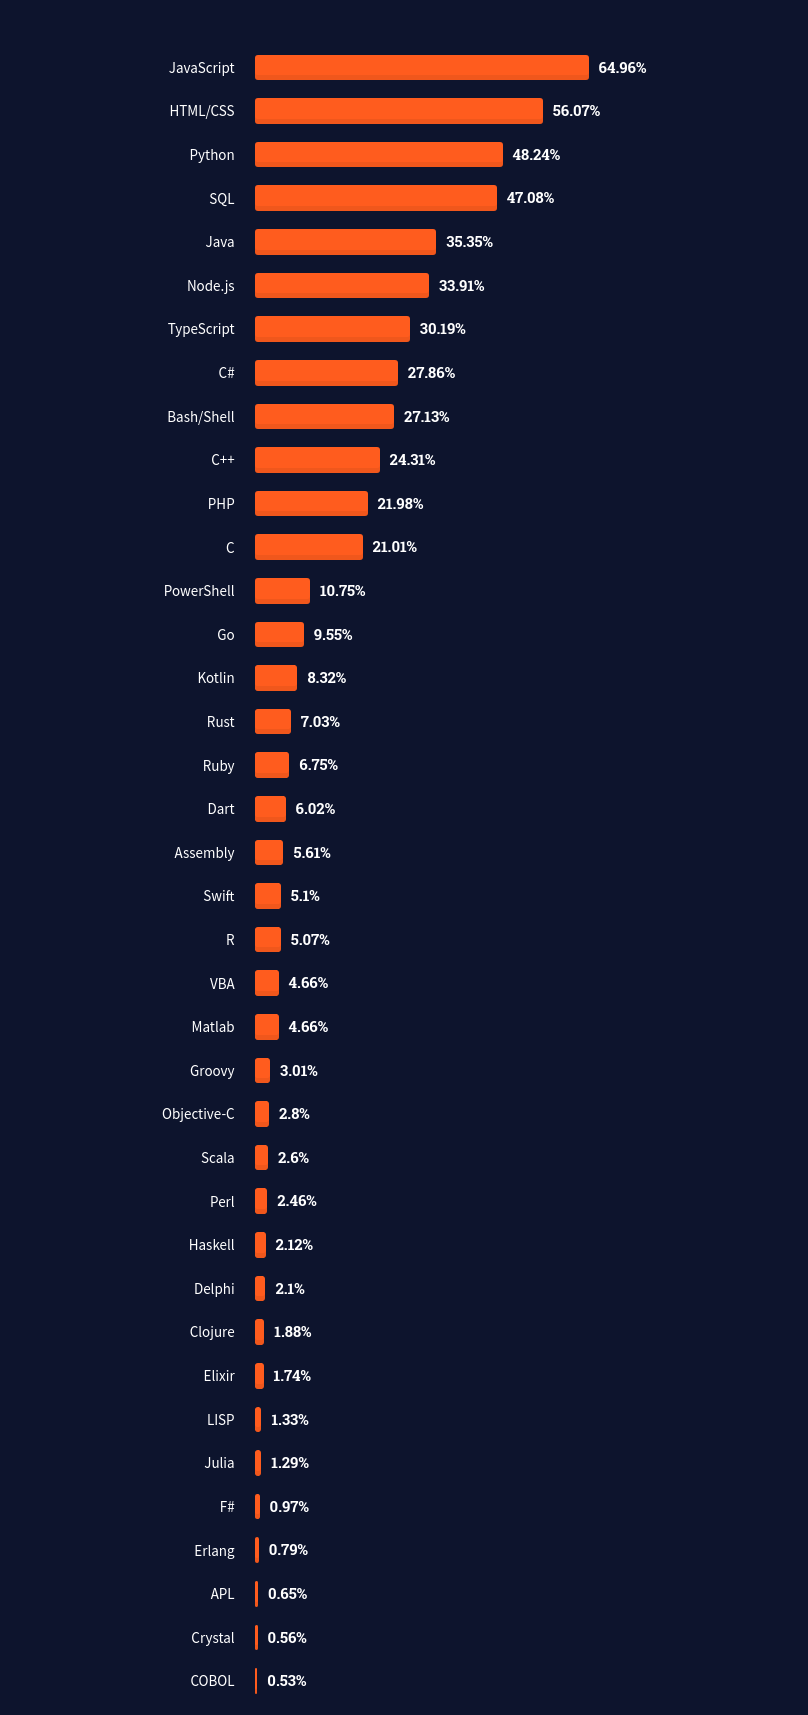 JavaScript 64.96%
HTML/CSS 56.07%
Python 48.24%
SQL 47.08%
Java 35.35%
Node.js 33.91%
TypeScript 30.19%
C# 27.86%
Bash/Shell 27.13%
C++ 24.31%
PHP 21.98%
C 21.01%
PowerShell 10.75%
Go 9.55%
Kotlin 8.32%
Rust 7.03%
Ruby 6.75%
Dart 6.02%
Assembly 5.61%
Swift 5.1%
R 5.07%
VBA 4.66%
Matlab 4.66%
Groovy 3.01%
Objective-C 2.8%
Scala 2.6%
Perl 2.46%
Haskell 2.12%
Delphi 2.1%
Clojure 1.88%
Elixir 1.74%
LISP 1.33%
Julia 1.29%
F# 0.97%
Erlang 0.79%
APL 0.65%
Crystal 0.56%
COBOL 0.53%